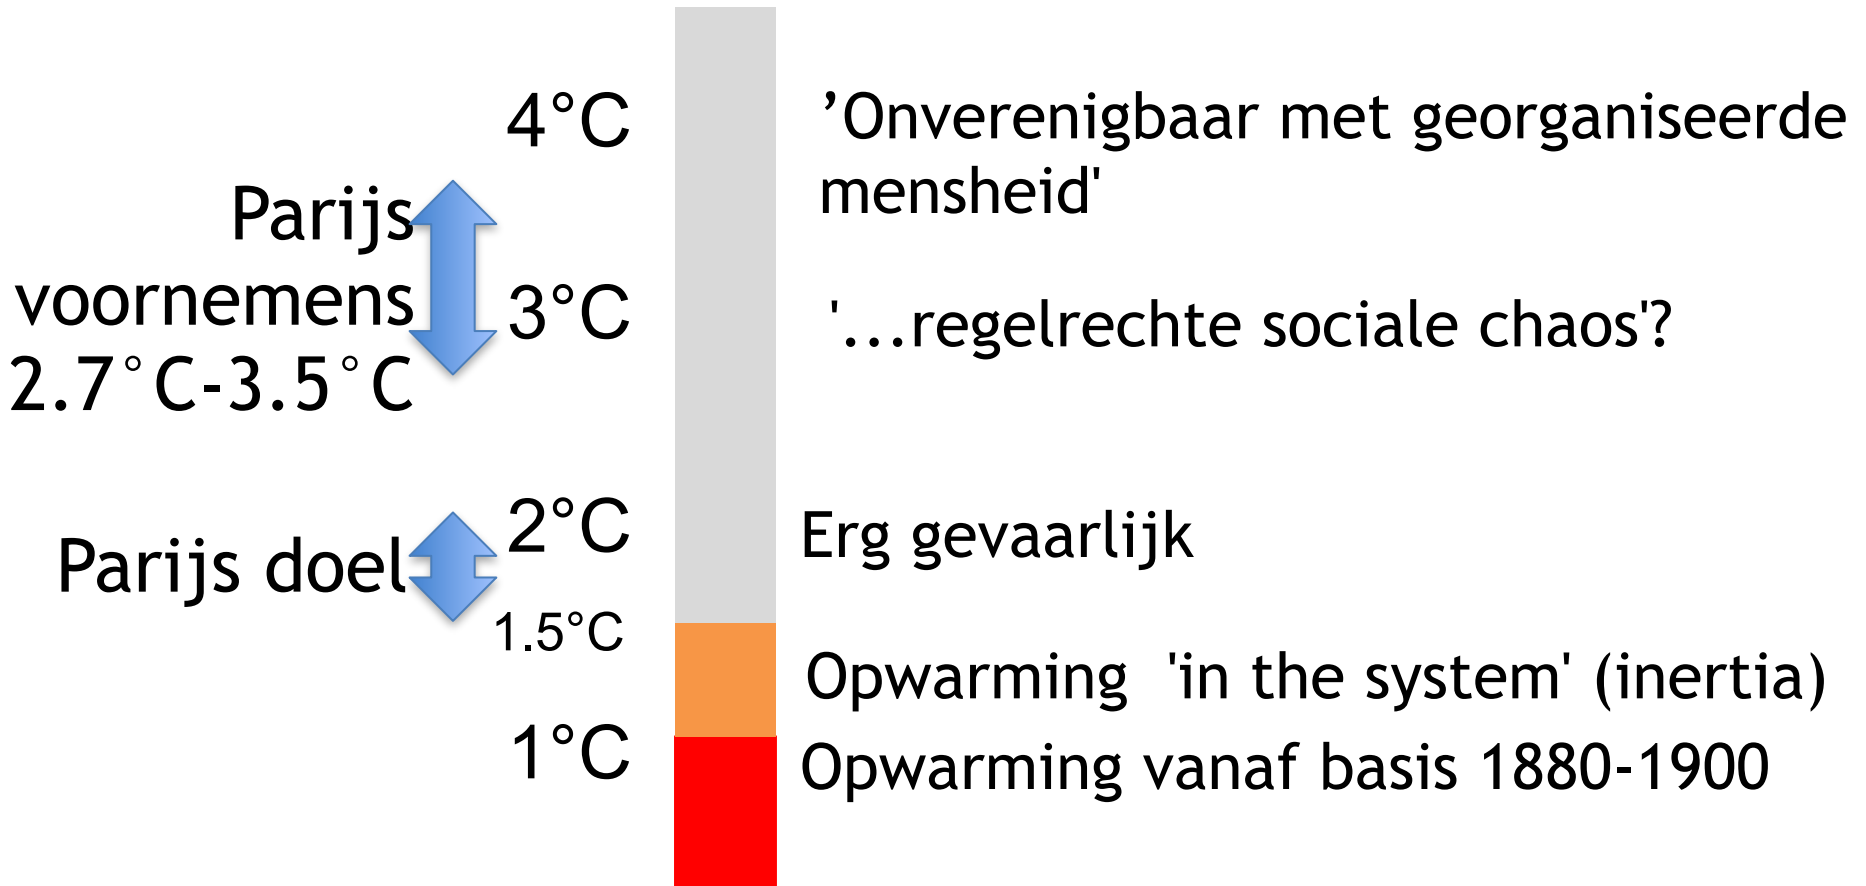 4°C
’Onverenigbaar met georganiseerde
mensheid'
Parijs
voornemens
2.7°C-3.5°C
3°C
'...regelrechte sociale chaos'?
2°C
Erg gevaarlijk
Parijs doel
1.5°C
Opwarming 'in the system' (inertia)
1°C
Opwarming vanaf basis 1880-1900